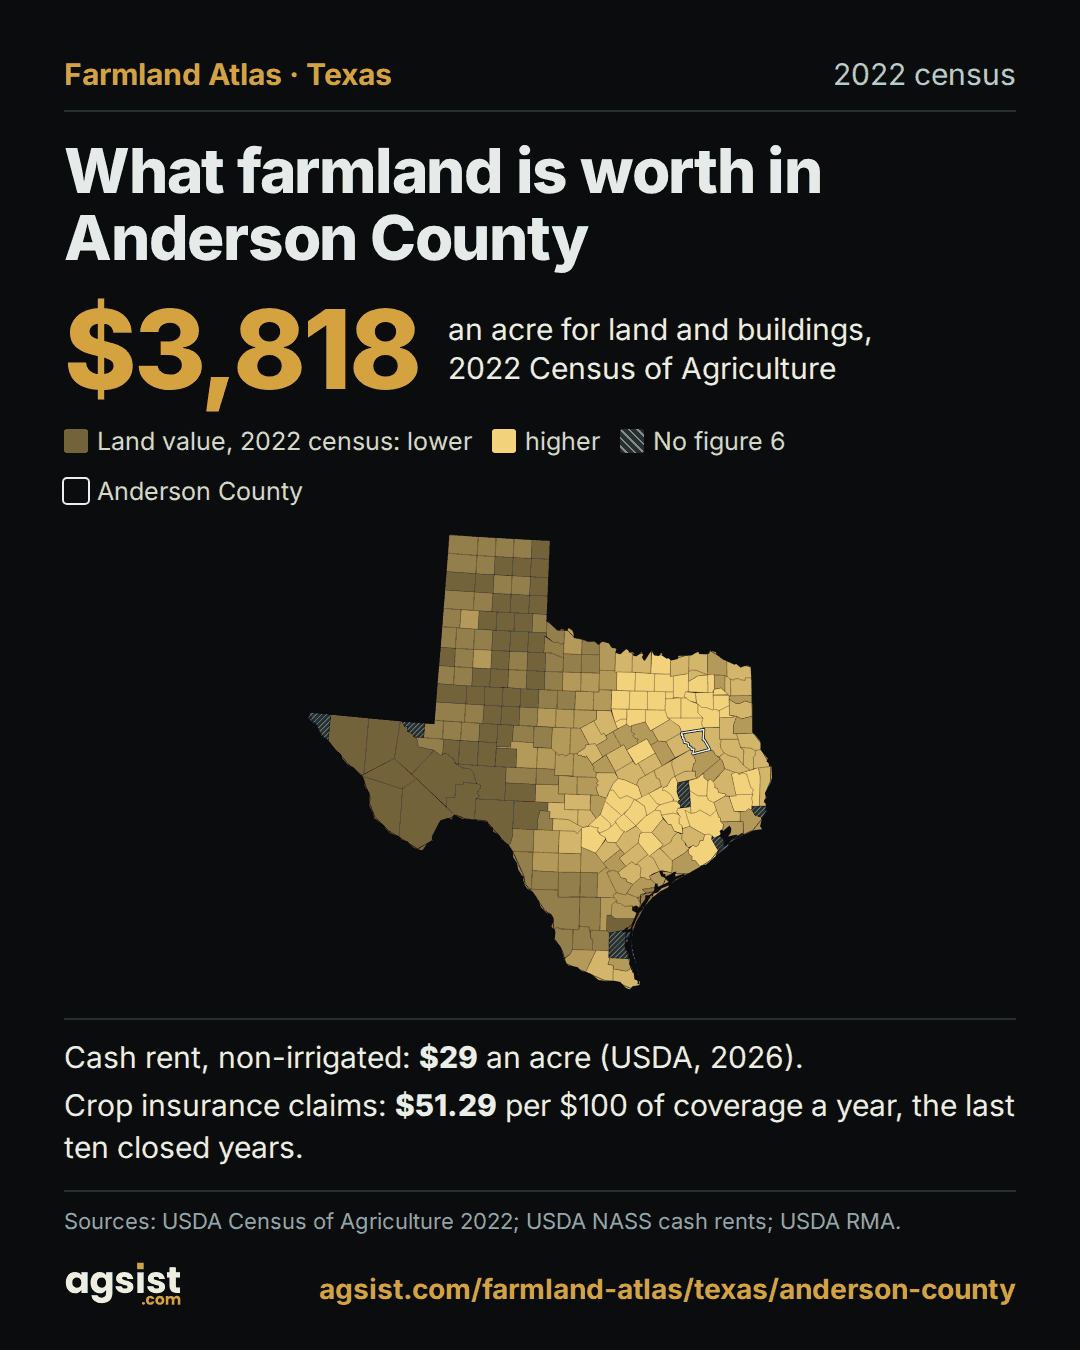 Farmland Atlas · Texas
2022 census
What farmland is worth in
Anderson County
$3,818
an acre for land and buildings,
2022 Census of Agriculture
Land value, 2022 census: lower
higher
No figure 6
Anderson County
Cash rent, non-irrigated: $29 an acre (USDA, 2026).
Crop insurance claims: $51.29 per $100 of coverage a year, the last
ten closed years.
Sources: USDA Census of Agriculture 2022; USDA NASS cash rents; USDA RMA.
agsist
.com
agsist.com/farmland-atlas/texas/anderson-county